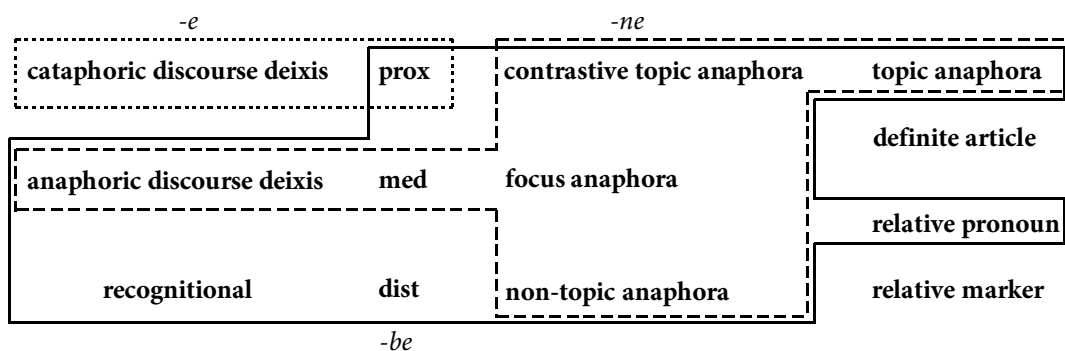 -e -ne
cataphoric discourse deixis prox contrastive topic anaphora topic anaphora
definite article
anaphoric discourse deixis med focus anaphora
relative pronoun
recognitional dist non-topic anaphora relative marker
-be